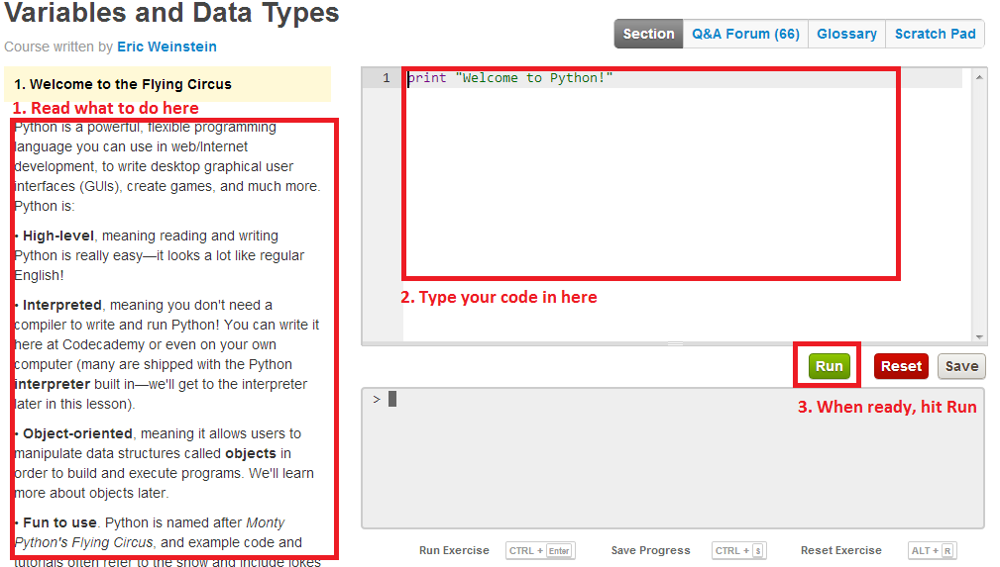 Variables and Data Types
Course written by Eric Weinstein
Section Q&A Forum (66) Glossary Scratch Pad
1. Welcome to the Flying Circus
1. Read what to do here
Python is a powerful, flexible programming
language you can use in web/Internet
development, to write desktop graphical user
interfaces (GUIs), create games, and much more.
Python is:
• High-level, meaning reading and writing
Python is really easy—it looks a lot like regular
English!
• Interpreted, meaning you don't need a
compiler to write and run Python! You can write it
here at Codecademy or even on your own
computer (many are shipped with the Python
interpreter built in—we'll get to the interpreter
later in this lesson).
• Object-oriented, meaning it allows users to
manipulate data structures called objects in
order to build and execute programs. We'll learn
more about objects later.
• Fun to use. Python is named after Monty
Python's Flying Circus, and example code and
tutorials often refer to the show and include jokes
1 print "Welcome to Python!"
2. Type your code in here
Run Reset Save
3. When ready, hit Run
>
Run Exercise CTRL + Enter Save Progress CTRL + S Reset Exercise ALT + R